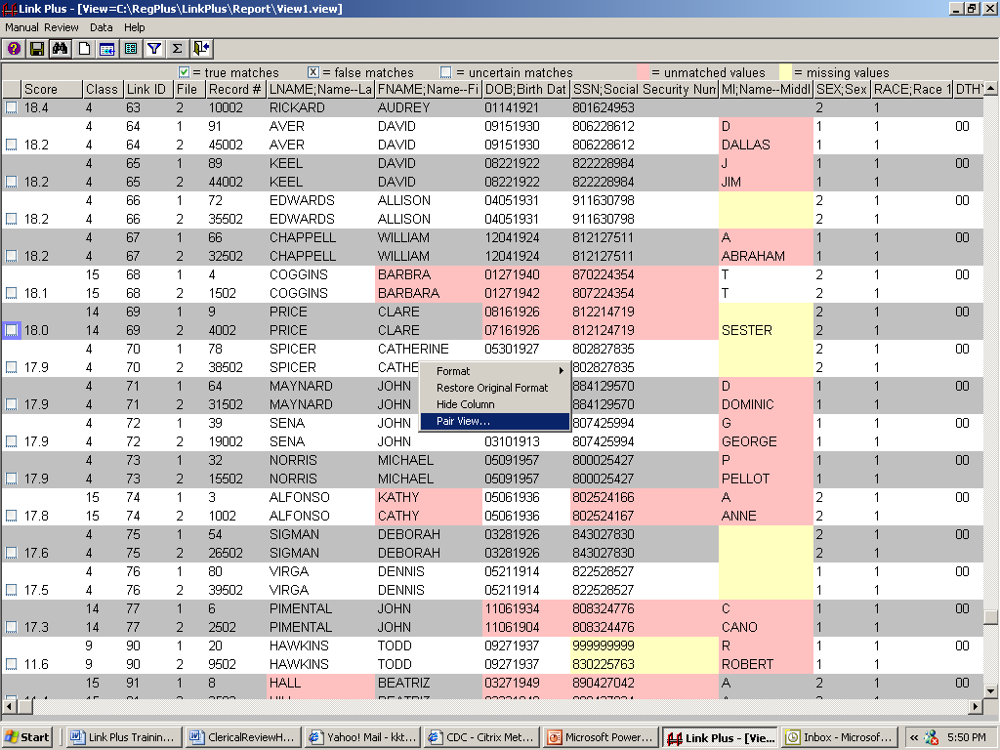 Link Plus - [View=C:\RegPlus\LinkPlus\Report\View1.view]
Manual Review Data Help
= true matches = false matches = uncertain matches = unmatched values = missing values
Score Class Link ID File Record # LNAME;Name--La FNAME;Name--Fi DOB;Birth Dat SSN;Social Security Num MI;Name--Middl SEX;Sex RACE;Race 1 DTH
18.4 4 63 2 10002 RICKARD AUDREY 01141921 801624953 2 1
4 64 1 91 AVER DAVID 09151930 806228612 D 1 1 00
18.2 4 64 2 45002 AVER DAVID 09151930 806228612 DALLAS 1 1
4 65 1 89 KEEL DAVID 08221922 822228984 J 1 1 00
18.2 4 65 2 44002 KEEL DAVID 08221922 822228984 JIM 1 1
4 66 1 72 EDWARDS ALLISON 04051931 911630798 2 1 00
18.2 4 66 2 35502 EDWARDS ALLISON 04051931 911630798 2 1
4 67 1 66 CHAPPELL WILLIAM 12041924 812127511 A 1 1 00
18.2 4 67 2 32502 CHAPPELL WILLIAM 12041924 812127511 ABRAHAM 1 1
15 68 1 4 COGGINS BARBRA 01271940 870224354 T 2 1 00
18.1 15 68 2 1502 COGGINS BARBARA 01271942 807224354 T 2 1
14 69 1 9 PRICE CLARE 08161926 812214719 2 1 00
18.0 14 69 2 4002 PRICE CLARE 07161926 812124719 SESTER 2 1
4 70 1 78 SPICER CATHERINE 05301927 802827835 2 1 00
17.9 4 70 2 38502 SPICER CATHE 802827835 2 1
4 71 1 64 MAYNARD JOHN 884129570 D 1 1 00
17.9 4 71 2 31502 MAYNARD JOHN 884129570 DOMINIC 1 1
4 72 1 39 SENA JOHN 807425994 G 1 1 00
17.9 4 72 2 19002 SENA JOHN 03101913 807425994 GEORGE 1 1
Format
Restore Original Format
Hide Column
Pair View...
4 73 1 32 NORRIS MICHAEL 05091957 800025427 P 1 1 00
17.9 4 73 2 15502 NORRIS MICHAEL 05091957 800025427 PELLOT 1 1
15 74 1 3 ALFONSO KATHY 05061936 802524166 A 2 1 00
17.8 15 74 2 1002 ALFONSO CATHY 05061936 802524167 ANNE 2 1
4 75 1 54 SIGMAN DEBORAH 03281926 843027830 2 1 00
17.6 4 75 2 26502 SIGMAN DEBORAH 03281926 843027830 2 1
4 76 1 80 VIRGA DENNIS 05211914 822528527 1 1 00
17.5 4 76 2 39502 VIRGA DENNIS 05211914 822528527 1 1
14 77 1 6 PIMENTAL JOHN 11061934 808324776 C 1 1 00
17.3 14 77 2 2502 PIMENTAL JOHN 11061904 808324476 CANO 1 1
9 90 1 20 HAWKINS TODD 09271937 999999999 R 1 1 00
11.6 9 90 2 9502 HAWKINS TODD 09271937 830225763 ROBERT 1 1
15 91 1 8 HALL BEATRIZ 03271949 890427042 A 2 1 00
Start Link Plus Trainin... ClericalReviewH... Yahoo! Mail - kkt... CDC - Citrix Met... Microsoft Power... Link Plus - [Vie... Inbox - Microsof... « 5:50 PM